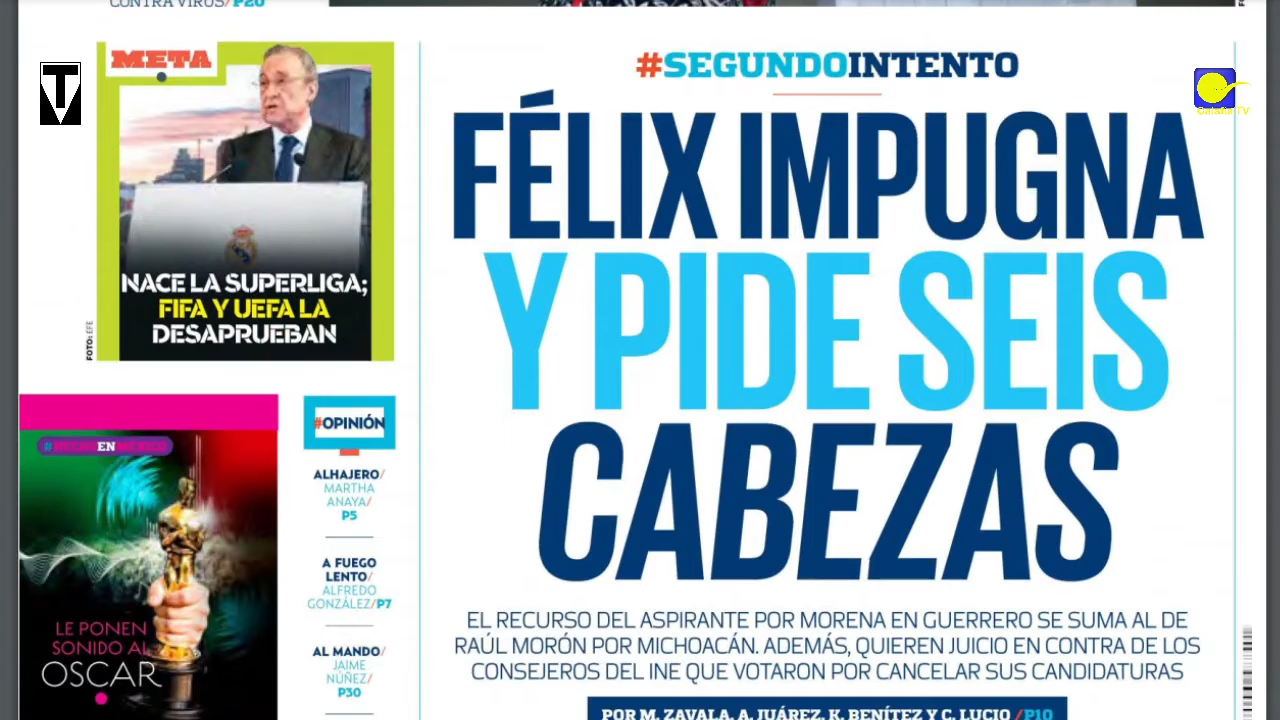 CONTRA VIRUS/P20
META
T
NACE LA SUPERLIGA;
FIFA Y UEFA LA
DESAPRUEBAN
FOTO: EFE
#HECHOENMÉXICO
LE PONEN
SONIDO AL
OSCAR
#OPINIÓN
ALHAJERO/
MARTHA
ANAYA/
P5
A FUEGO
LENTO/
ALFREDO
GONZÁLEZ/P7
AL MANDO/
JAIME
NÚÑEZ/
P30
#SEGUNDOINTENTO
FÉLIX IMPUGNA
Y PIDE SEIS
CABEZAS
EL RECURSO DEL ASPIRANTE POR MORENA EN GUERRERO SE SUMA AL DE
RAÚL MORÓN POR MICHOACÁN. ADEMÁS, QUIEREN JUICIO EN CONTRA DE LOS
CONSEJEROS DEL INE QUE VOTARON POR CANCELAR SUS CANDIDATURAS
POR M. ZAVALA, A. JUÁREZ, K. BENÍTEZ Y C. LUCIO /P10